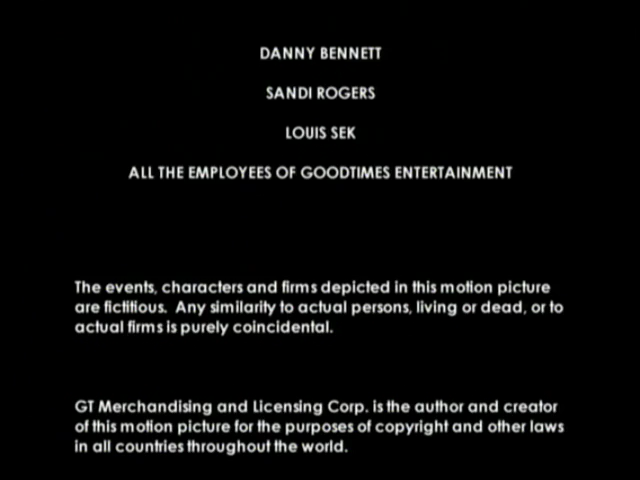 DANNY BENNETT
SANDI ROGERS
LOUIS SEK
ALL THE EMPLOYEES OF GOODTIMES ENTERTAINMENT
The events, characters and firms depicted in this motion picture
are fictitious. Any similarity to actual persons, living or dead, or to
actual firms is purely coincidental.
GT Merchandising and Licensing Corp. is the author and creator
of this motion picture for the purposes of copyright and other laws
in all countries throughout the world.